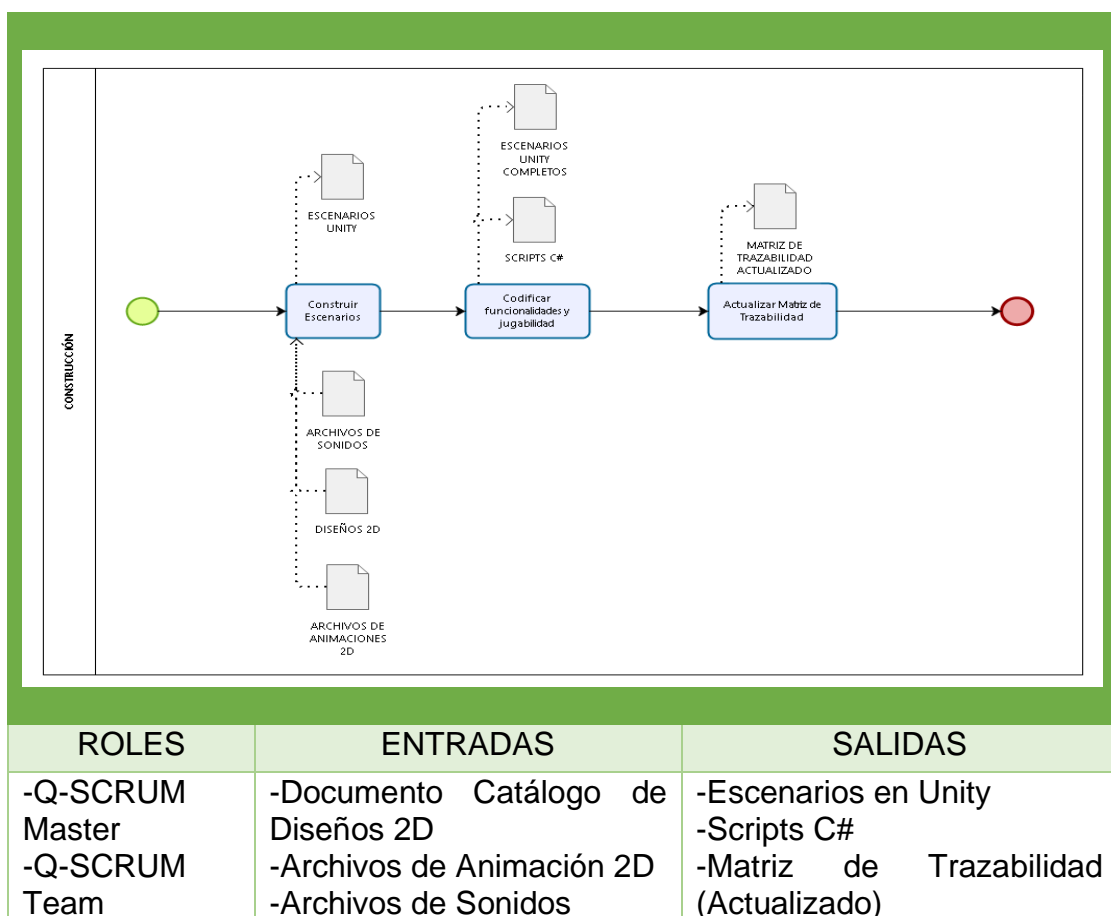 CONSTRUCCIÓN
ESCENARIOS
UNITY
ESCENARIOS
UNITY
COMPLETOS
SCRIPTS C#
MATRIZ DE
TRAZABILIDAD
ACTUALIZADO
Construir
Escenarios
Codificar
funcionalidades y
jugabilidad
Actualizar Matriz de
Trazabilidad
ARCHIVOS DE
SONIDOS
DISEÑOS 2D
ARCHIVOS DE
ANIMACIONES
2D
ROLES
ENTRADAS
SALIDAS
-Q-SCRUM
Master
-Q-SCRUM
Team
-Documento Catálogo de
Diseños 2D
-Archivos de Animación 2D
-Archivos de Sonidos
-Escenarios en Unity
-Scripts C#
-Matriz de Trazabilidad
(Actualizado)